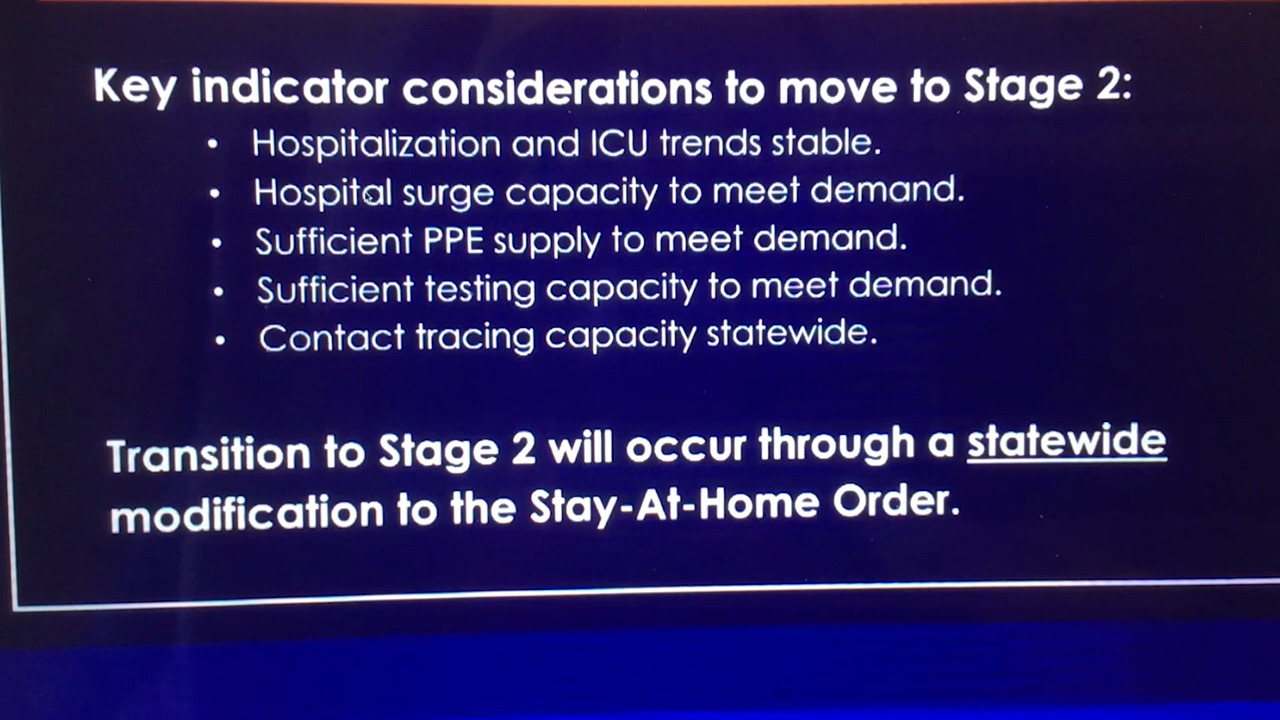 Key indicator considerations to move to Stage 2:
• Hospitalization and ICU trends stable.
• Hospital surge capacity to meet demand.
• Sufficient PPE supply to meet demand.
• Sufficient testing capacity to meet demand.
• Contact tracing capacity statewide.
Transition to Stage 2 will occur through a statewide
modification to the Stay-At-Home Order.